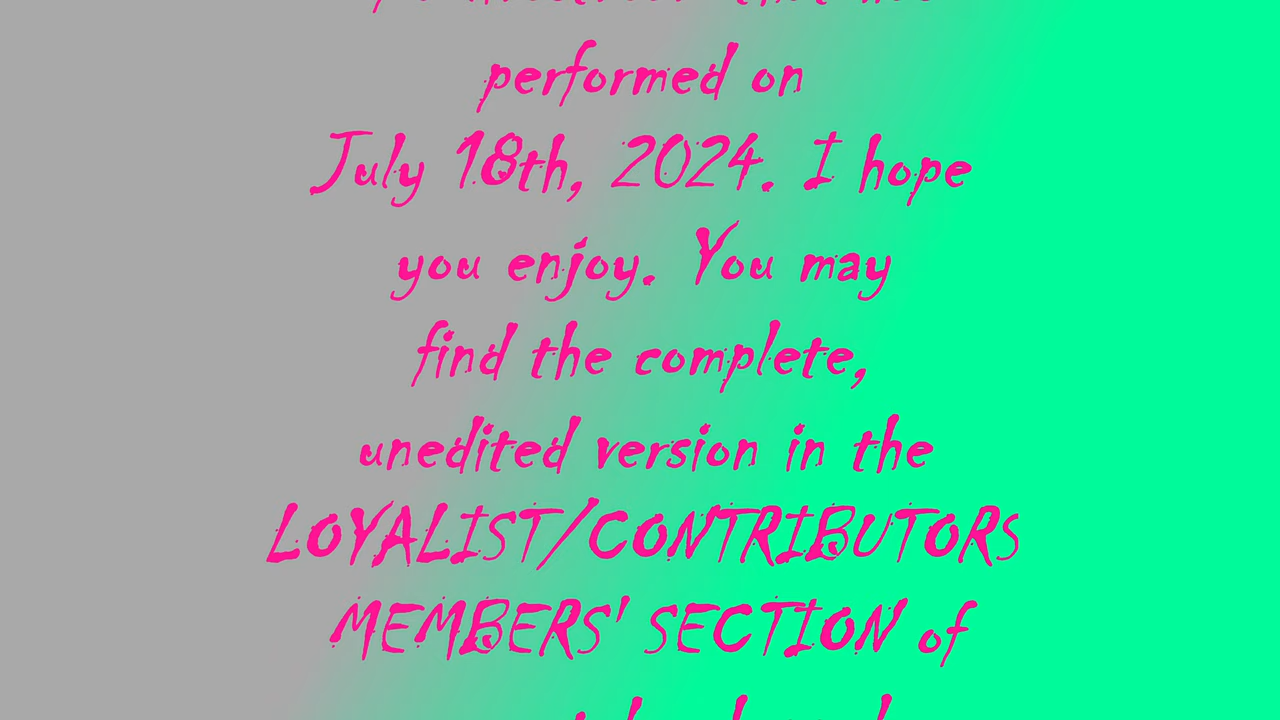 performed on
July 18th, 2024. I hope
you enjoy. You may
find the complete,
unedited version in the
LOYALIST/CONTRIBUTORS
MEMBERS' SECTION of